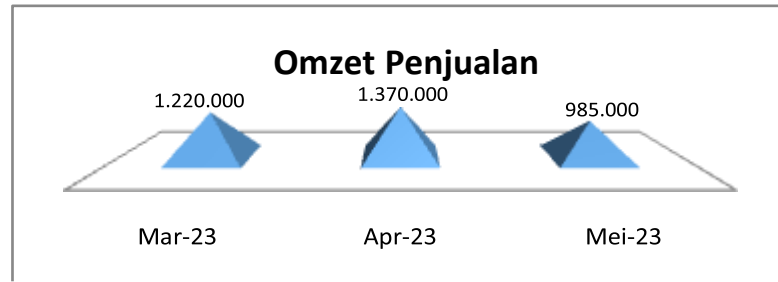 Omzet Penjualan
1.220.000
1.370.000
985.000
Mar-23
Apr-23
Mei-23